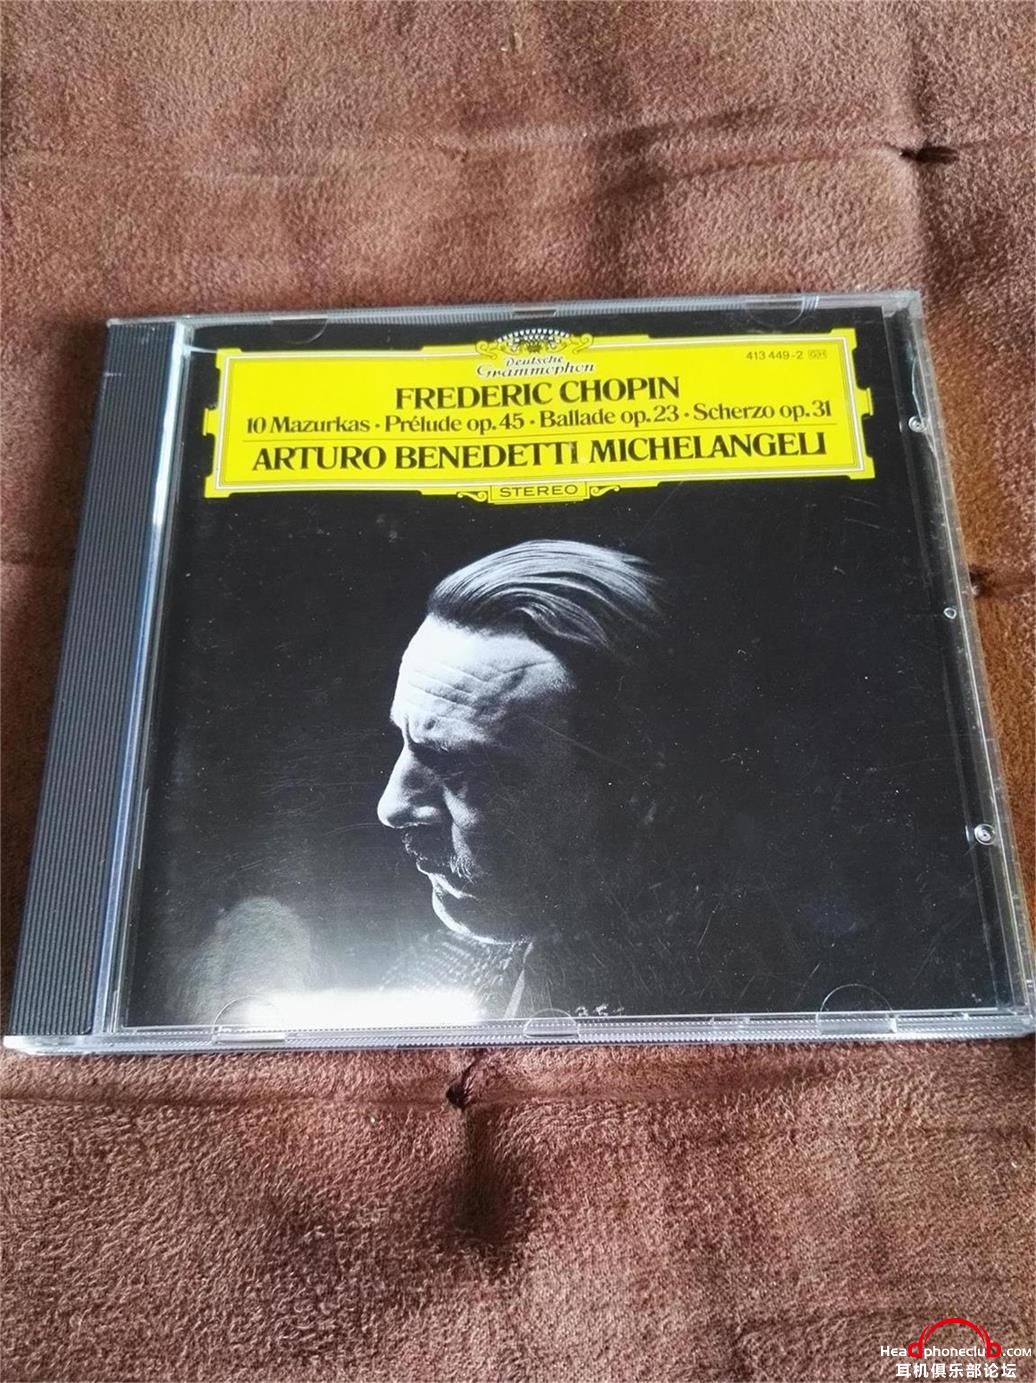 Deutsche
Grammophon
413 449-2 GH
FREDERIC CHOPIN
10 Mazurkas · Prélude op. 45 · Ballade op. 23 · Scherzo op. 31
ARTURO BENEDETTI MICHELANGELI
STEREO
Headphoneclub.com
耳机俱乐部论坛